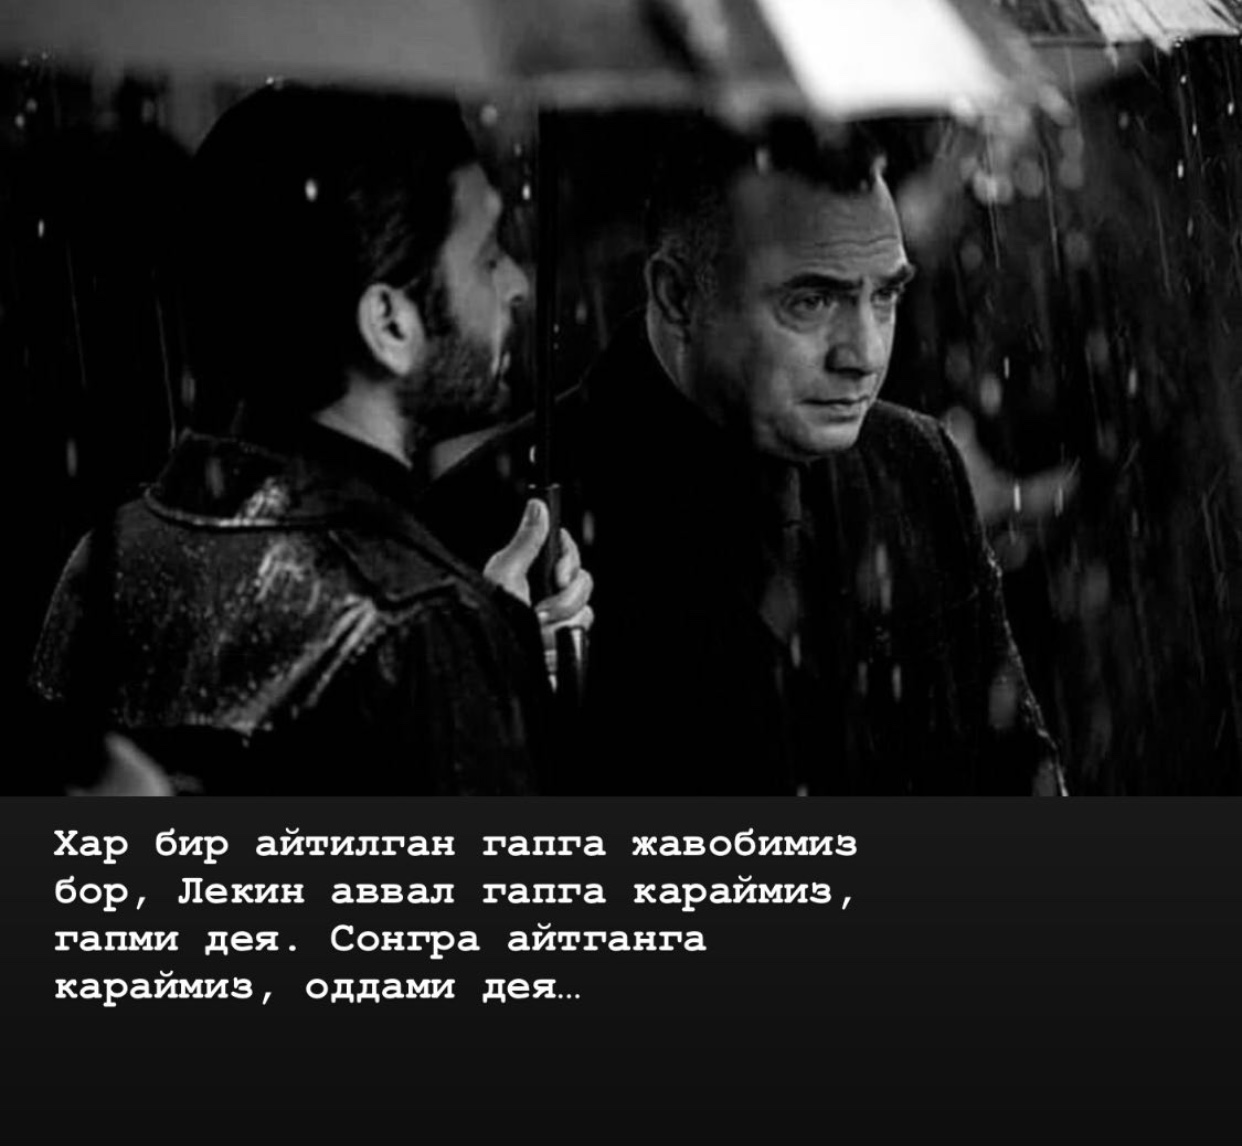 Хар бир айтилган гапга жавобимиз
бор, Лекин аввал гапга караймиз,
гапми дея. Сонгра айтганга
караймиз, оддами дея…